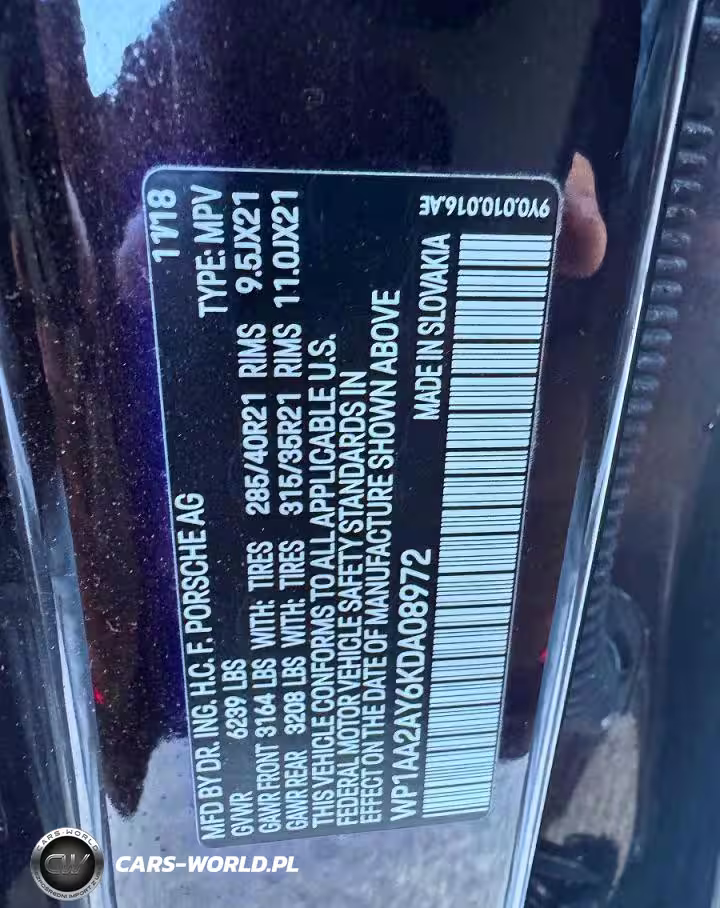 MFD BY DR. ING. H.C. F. PORSCHE AG 11/18
GVWR 6239 LBS TYPE: MPV
GAWR FRONT 3164 LBS WITH: TIRES 285/40R21 RIMS 9.5JX21
GAWR REAR 3208 LBS WITH: TIRES 315/35R21 RIMS 11.0JX21
THIS VEHICLE CONFORMS TO ALL APPLICABLE U.S.
FEDERAL MOTOR VEHICLE SAFETY STANDARDS IN
EFFECT ON THE DATE OF MANUFACTURE SHOWN ABOVE
WP1AA2AY6KDA08972 MADE IN SLOVAKIA
9Y0.010.016.AE
CARS-WORLD
CW
CARS-WORLD.PL